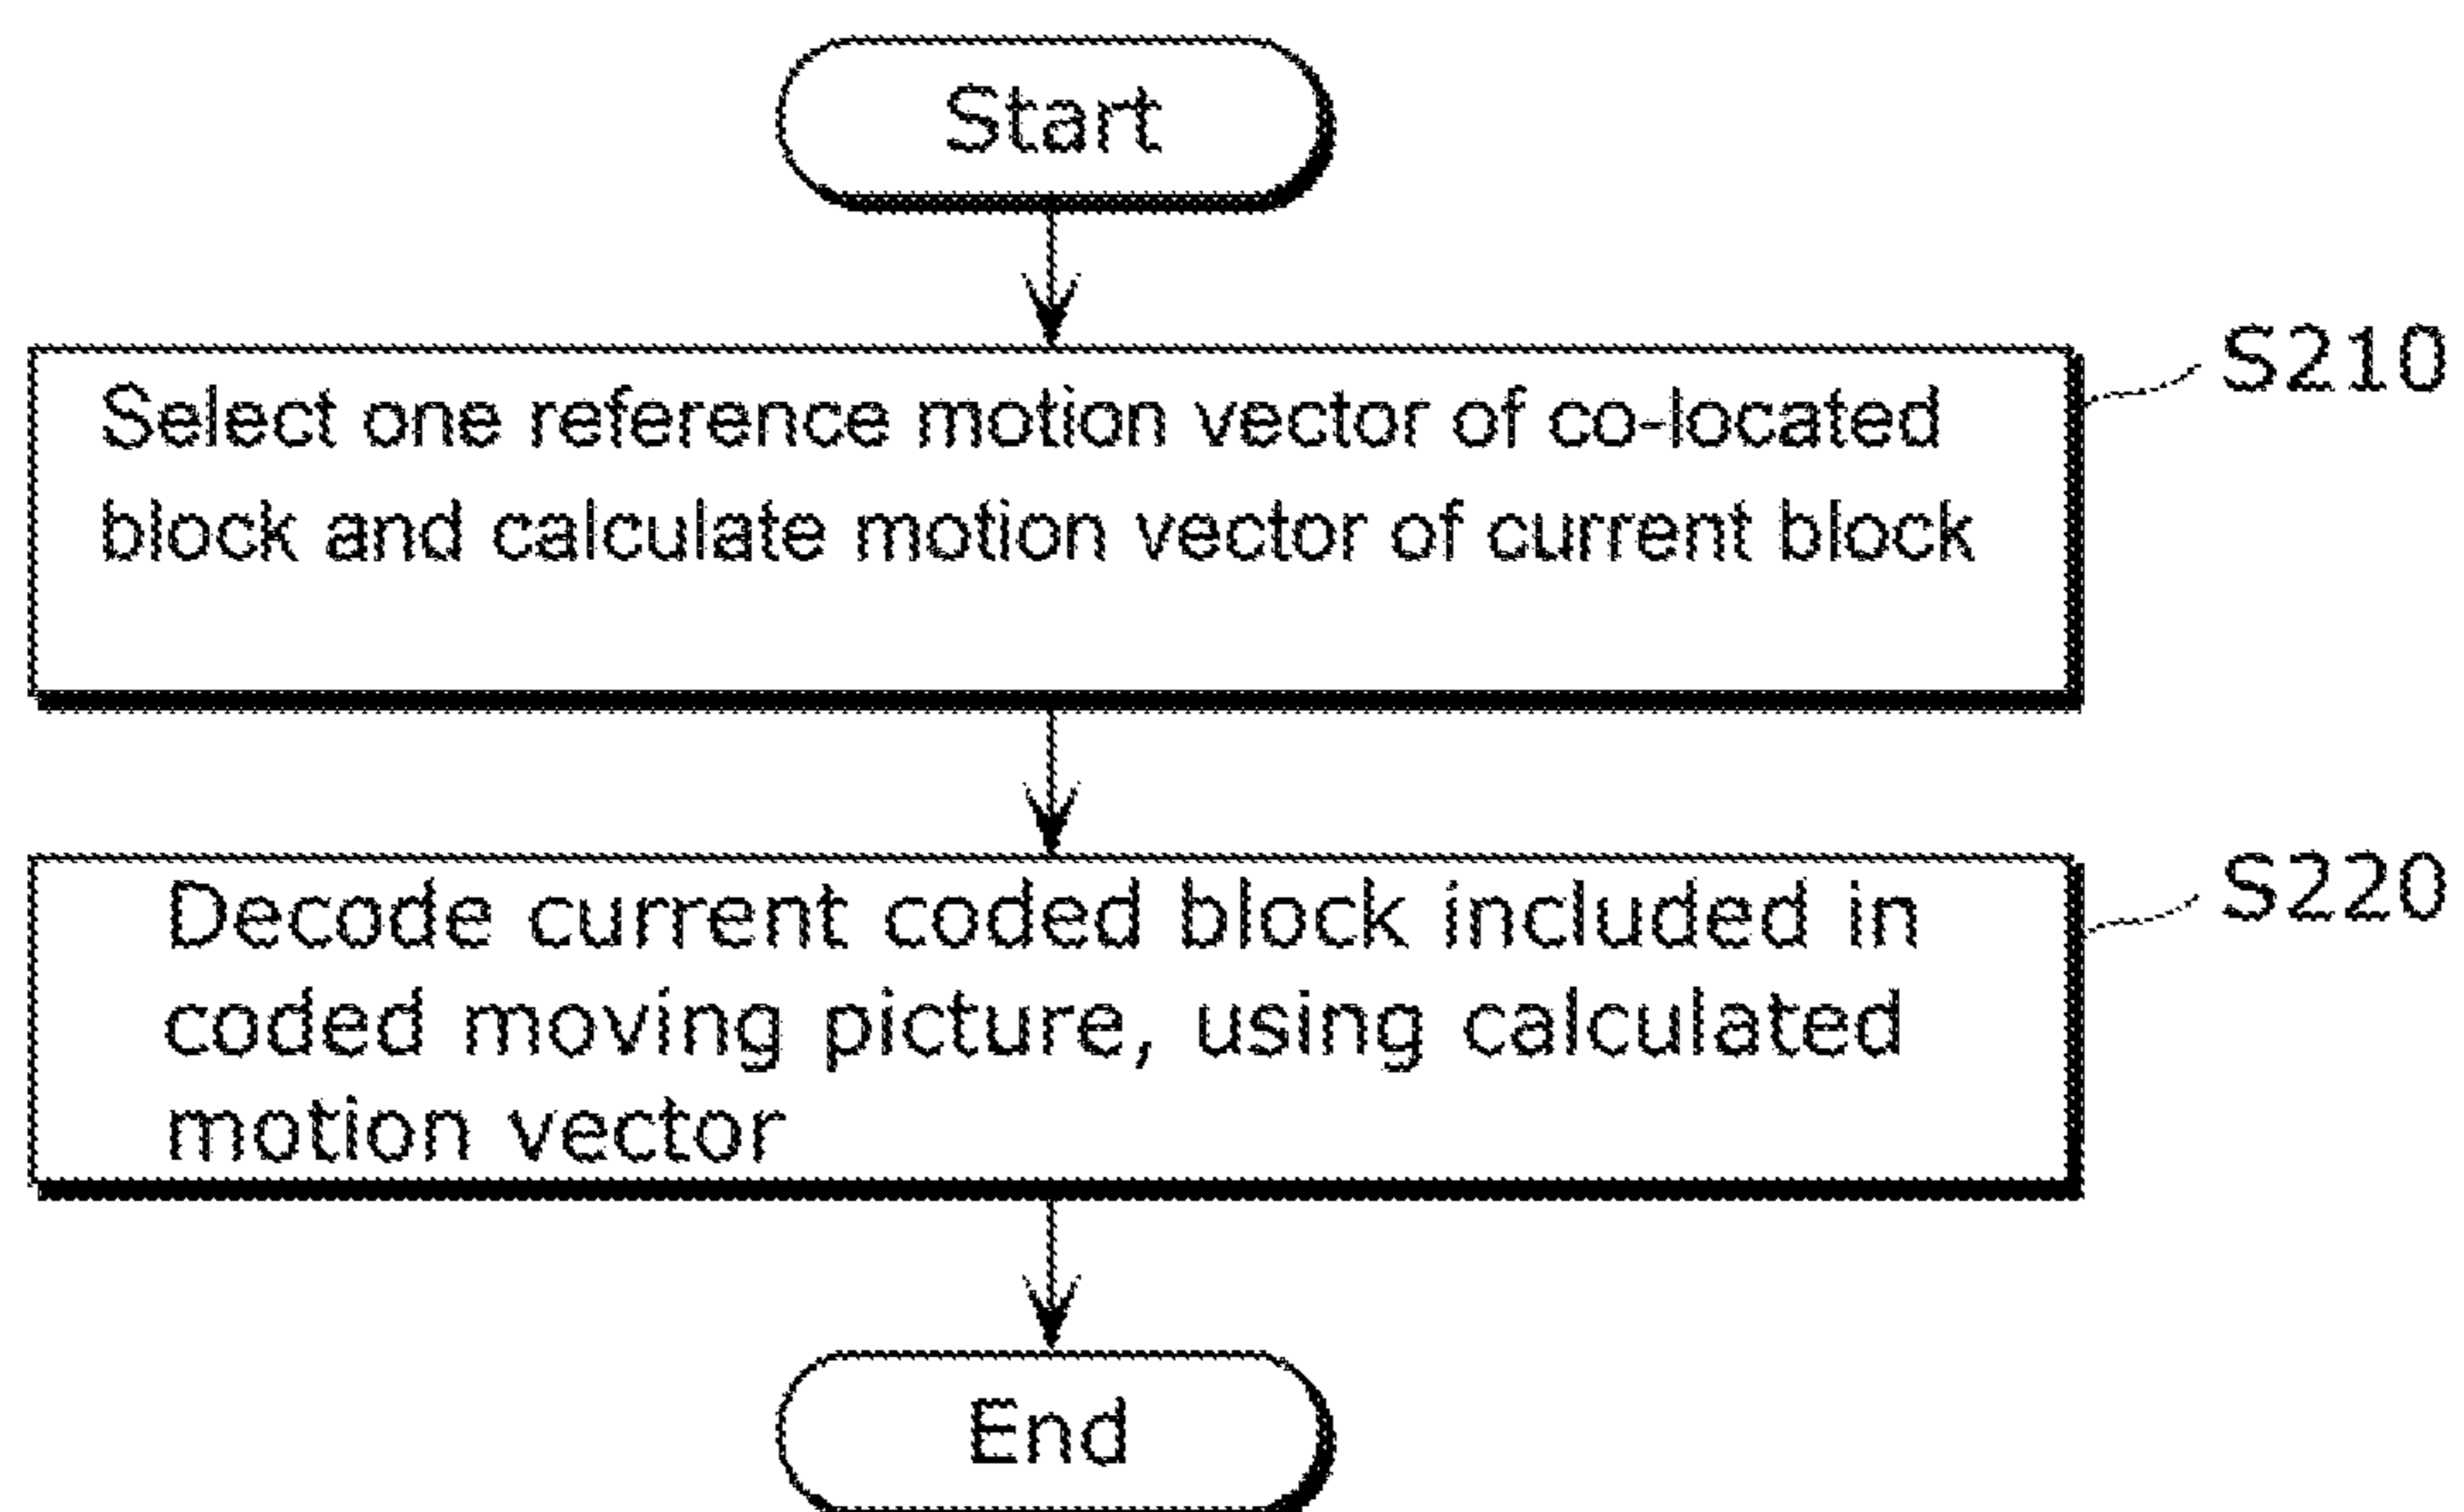 Start
S210
Select one reference motion vector of co-located
block and calculate motion vector of current block
S220
Decode current coded block included in
coded moving picture, using calculated
motion vector
End